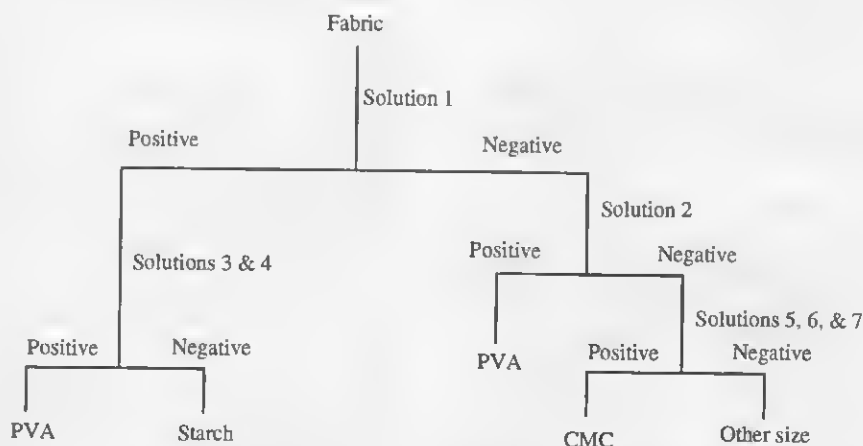 Fabric
Solution 1
Positive
Negative
Solution 2
Positive
Negative
Solutions 3 & 4
Solutions 5, 6, & 7
Positive
Negative
PVA
Positive
Negative
PVA
Starch
CMC
Other size